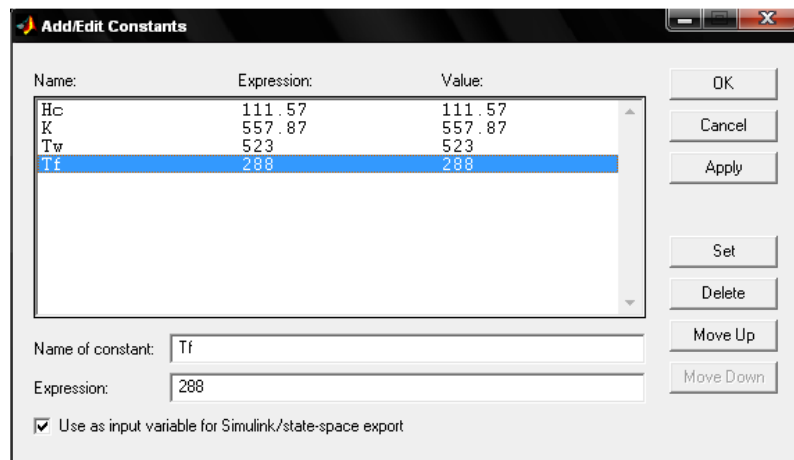 Add/Edit Constants
Name: Expression: Value:
Hc 111.57 111.57
K 557.87 557.87
Tw 523 523
Tf 288 288
OK
Cancel
Apply
Set
Delete
Move Up
Move Down
Name of constant: Tf
Expression: 288
Use as input variable for Simulink/state-space export